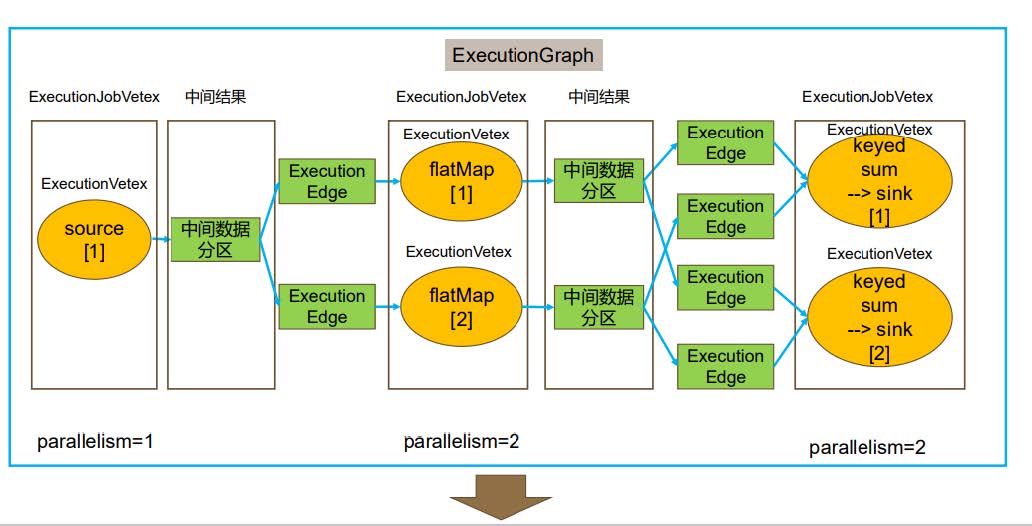 ExecutionGraph
ExecutionJobVetex
中间结果
ExecutionJobVetex
中间结果
ExecutionJobVetex
ExecutionVetex
source
[1]
中间数据
分区
Execution
Edge
Execution
Edge
ExecutionVetex
flatMap
[1]
ExecutionVetex
flatMap
[2]
中间数据
分区
中间数据
分区
Execution
Edge
Execution
Edge
Execution
Edge
Execution
Edge
ExecutionVetex
keyed
sum
--> sink
[1]
ExecutionVetex
keyed
sum
--> sink
[2]
parallelism=1
parallelism=2
parallelism=2